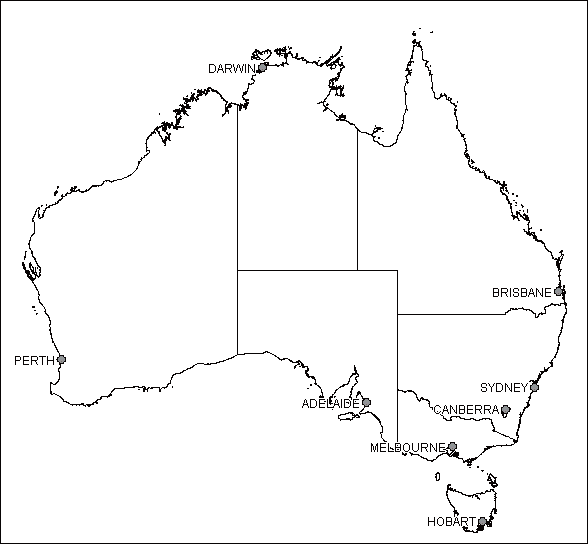 DARWIN
BRISBANE
PERTH
SYDNEY
ADELAIDE
CANBERRA
MELBOURNE
HOBART